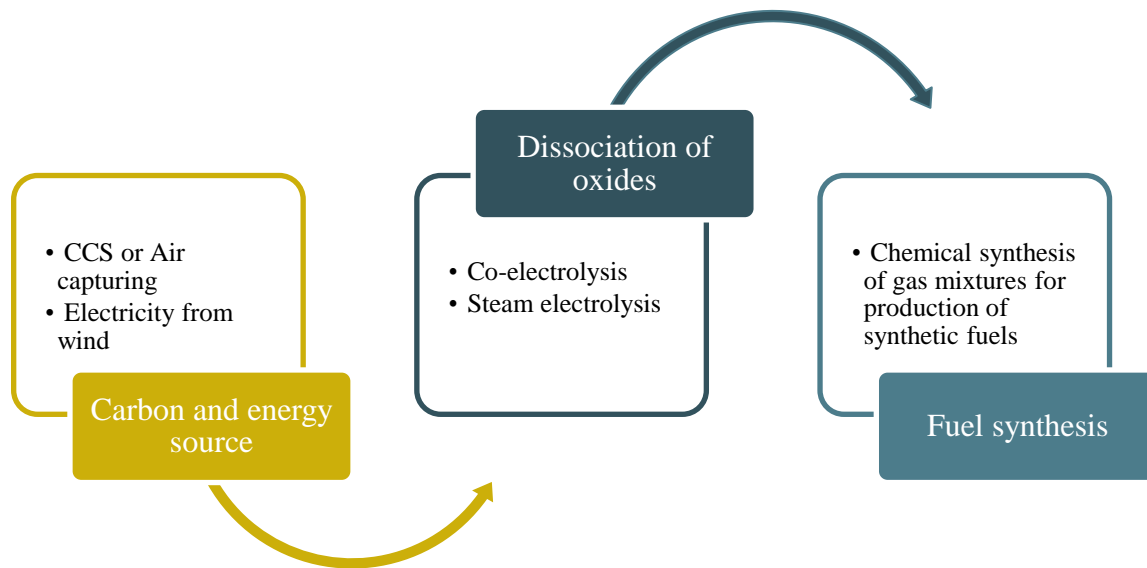 • CCS or Air
capturing
• Electricity from
wind
Carbon and energy
source
Dissociation of
oxides
• Co-electrolysis
• Steam electrolysis
• Chemical synthesis
of gas mixtures for
production of
synthetic fuels
Fuel synthesis